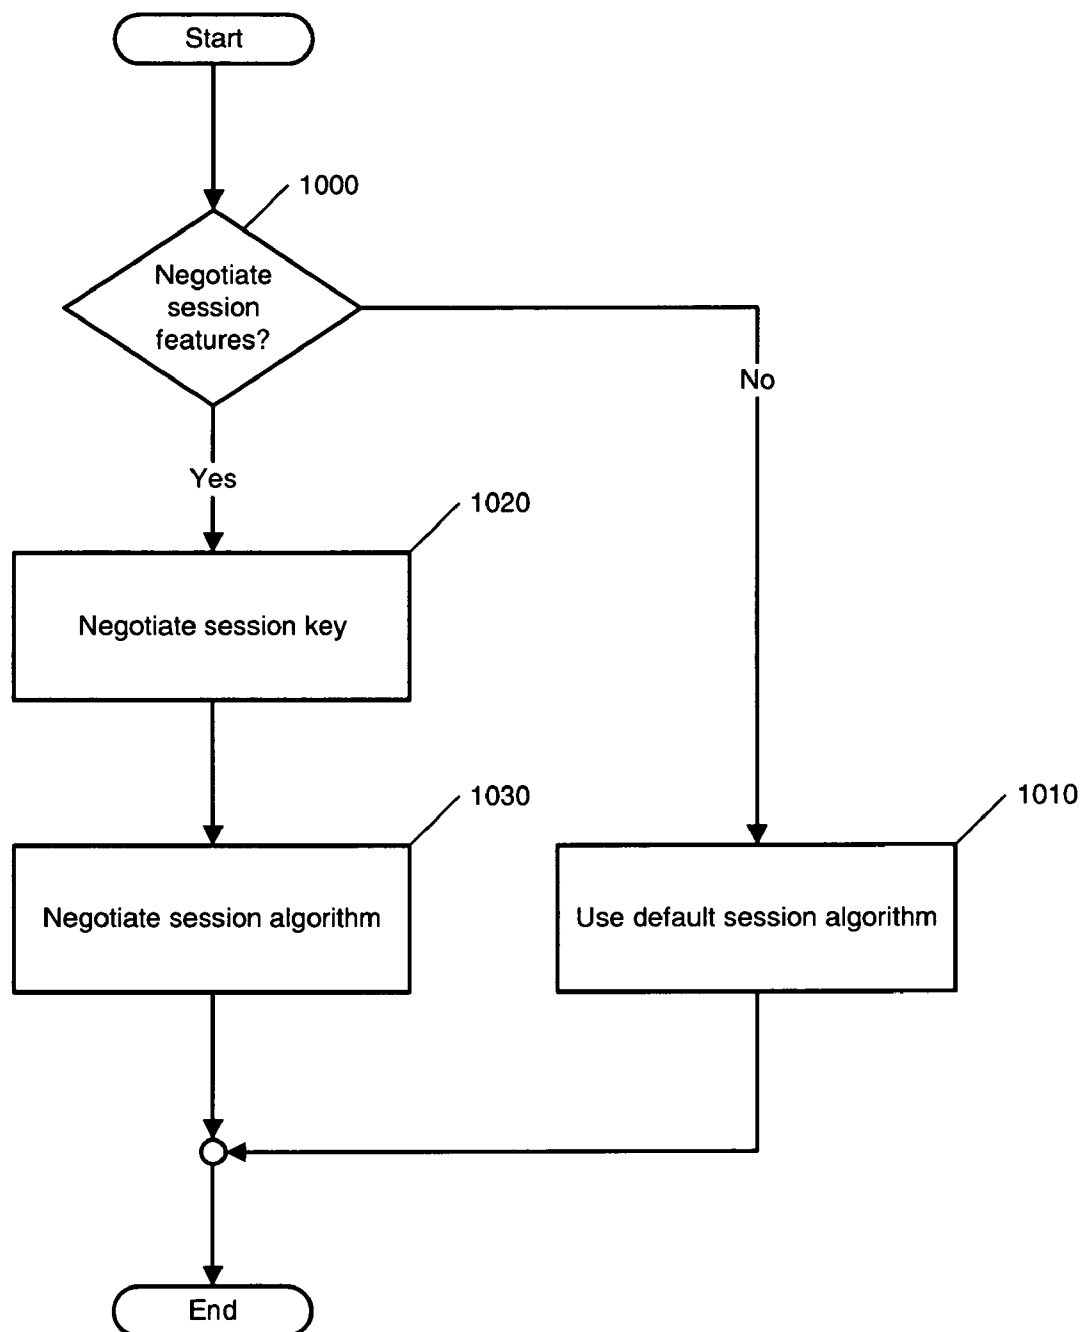 Start
1000
Negotiate
session
features?
No
Yes
1020
Negotiate session key
1030
1010
Negotiate session algorithm
Use default session algorithm
End